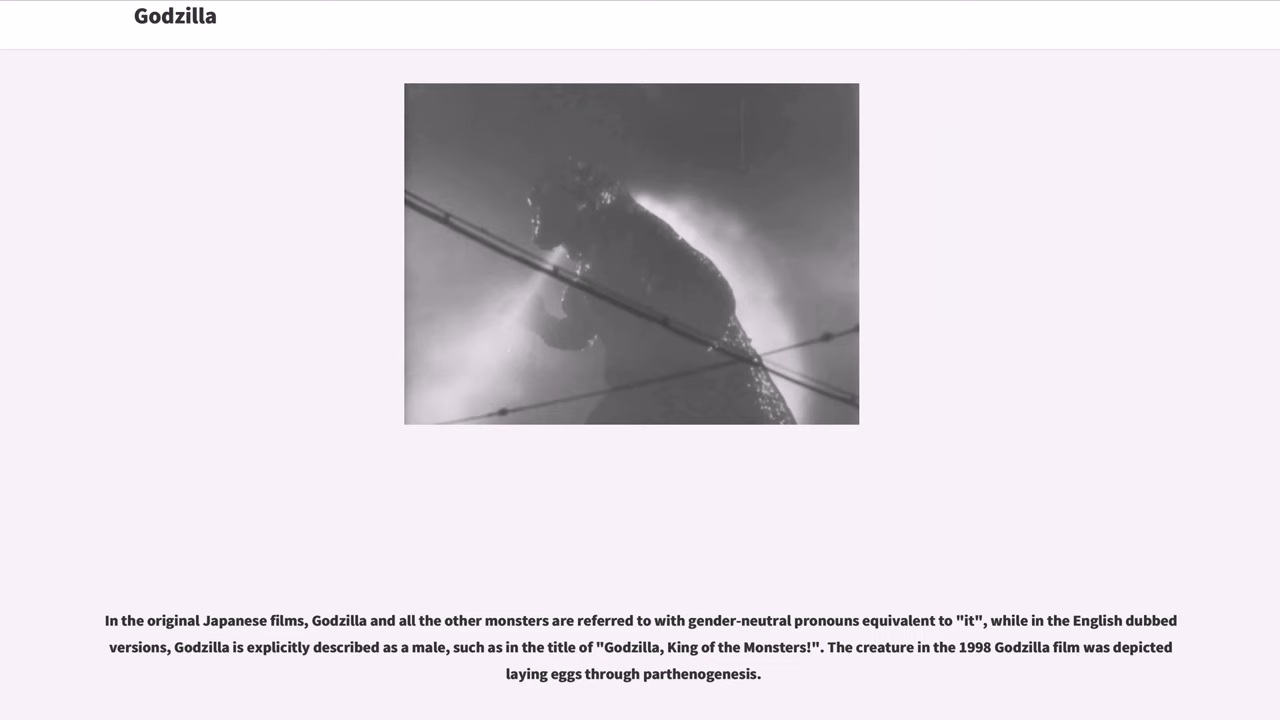 Godzilla
In the original Japanese films, Godzilla and all the other monsters are referred to with gender-neutral pronouns equivalent to "it", while in the English dubbed
versions, Godzilla is explicitly described as a male, such as in the title of "Godzilla, King of the Monsters!". The creature in the 1998 Godzilla film was depicted
laying eggs through parthenogenesis.